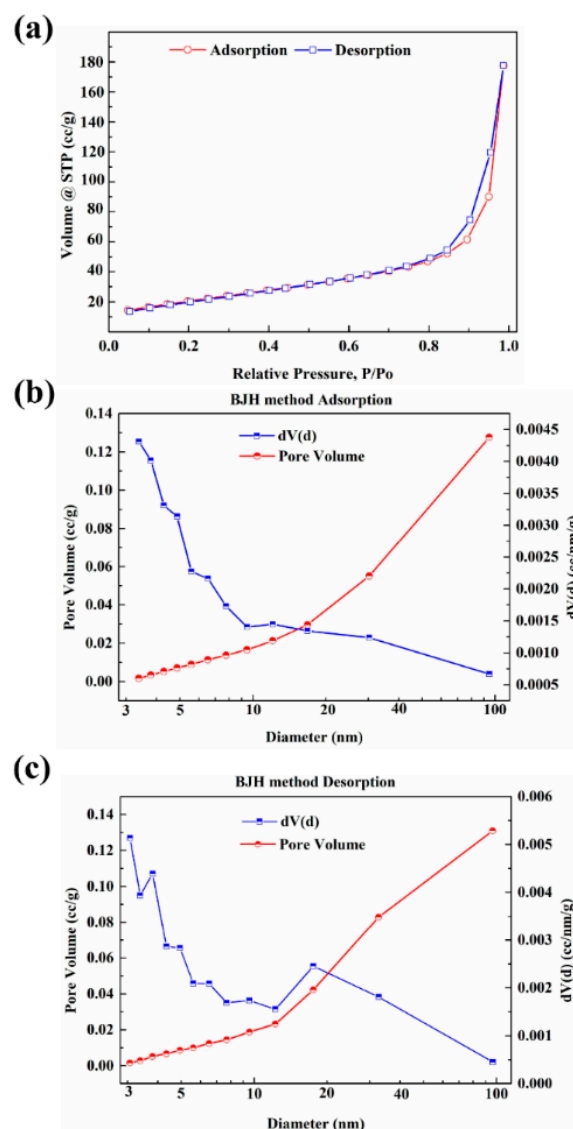 (a)
Adsorption
Desorption
180
160
140
120
100
80
60
40
20
Volume @ STP (cc/g)
0.0 0.2 0.4 0.6 0.8 1.0
Relative Pressure, P/Po
(b)
BJH method Adsorption
dV(d)
Pore Volume
0.14
0.12
0.10
0.08
0.06
0.04
0.02
0.00
Pore Volume (cc/g)
0.0045
0.0040
0.0035
0.0030
0.0025
0.0020
0.0015
0.0010
0.0005
dV(d) (cc/nm/g)
3 5 10 20 40 100
Diameter (nm)
(c)
BJH method Desorption
dV(d)
Pore Volume
0.14
0.12
0.10
0.08
0.06
0.04
0.02
0.00
Pore Volume (cc/g)
0.006
0.005
0.004
0.003
0.002
0.001
0.000
dV(d) (cc/nm/g)
3 5 10 20 40 100
Diameter (nm)